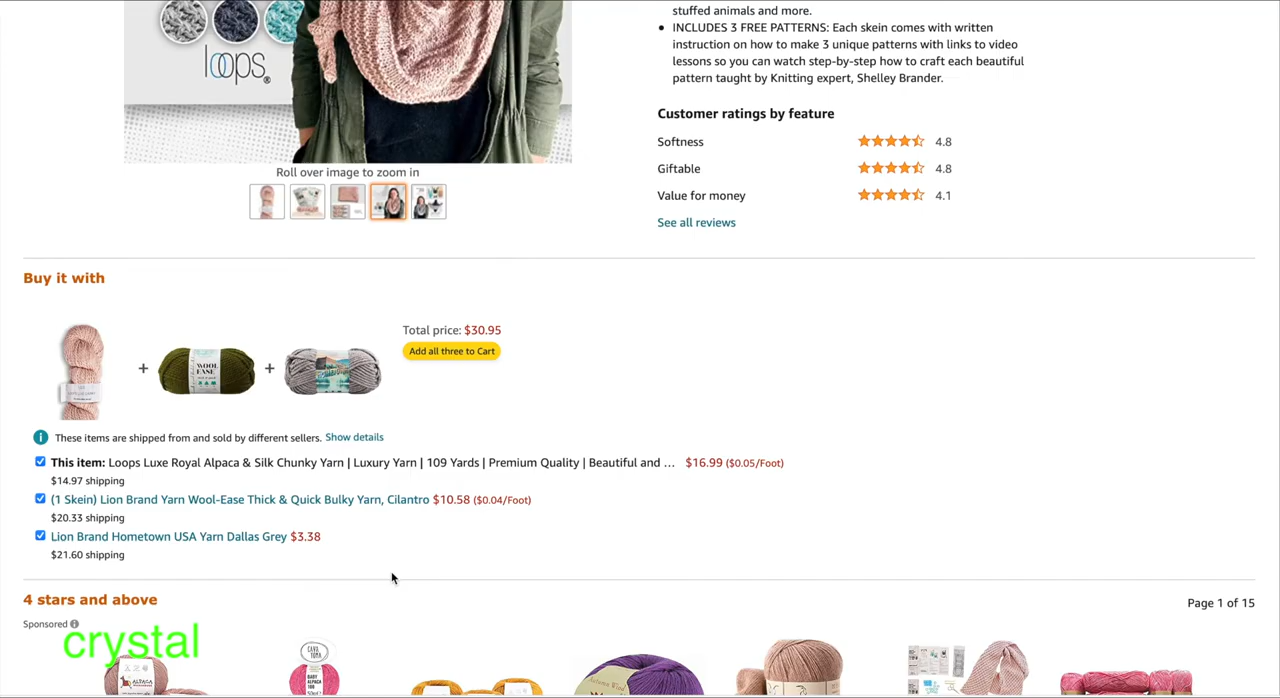 stuffed animals and more.
• INCLUDES 3 FREE PATTERNS: Each skein comes with written
instruction on how to make 3 unique patterns with links to video
lessons so you can watch step-by-step how to craft each beautiful
pattern taught by Knitting expert, Shelley Brander.
loops®
Customer ratings by feature
Softness 4.8
Giftable 4.8
Value for money 4.1
See all reviews
Roll over image to zoom in
Buy it with
Total price: $30.95
Add all three to Cart
+ +
WOOL
EASE
These items are shipped from and sold by different sellers. Show details
This item: Loops Luxe Royal Alpaca & Silk Chunky Yarn | Luxury Yarn | 109 Yards | Premium Quality | Beautiful and ... $16.99 ($0.05/Foot)
$14.97 shipping
(1 Skein) Lion Brand Yarn Wool-Ease Thick & Quick Bulky Yarn, Cilantro $10.58 ($0.04/Foot)
$20.33 shipping
Lion Brand Hometown USA Yarn Dallas Grey $3.38
$21.60 shipping
4 stars and above
Page 1 of 15
Sponsored
crystal
ALPACA
BABY
ALPACA